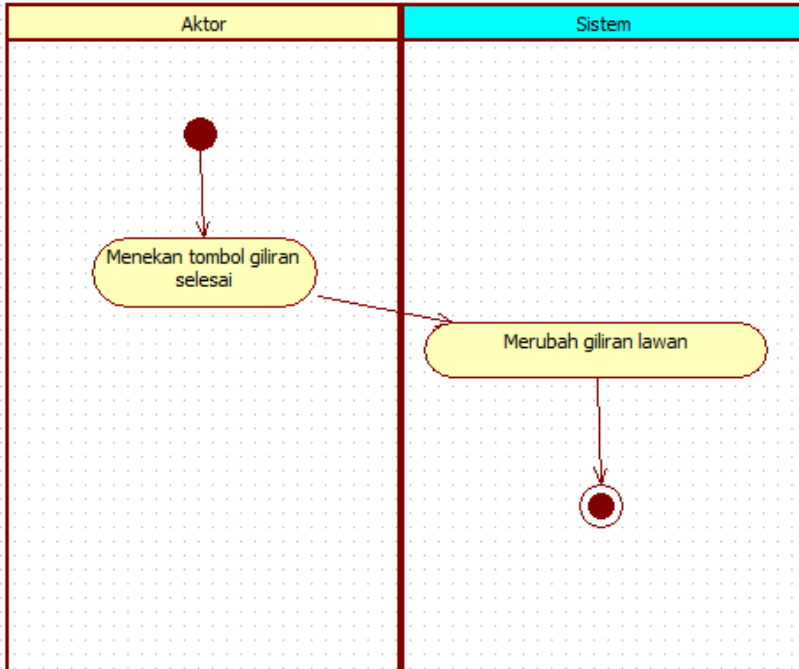 Aktor
Sistem
Menekan tombol giliran
selesai
Merubah giliran lawan